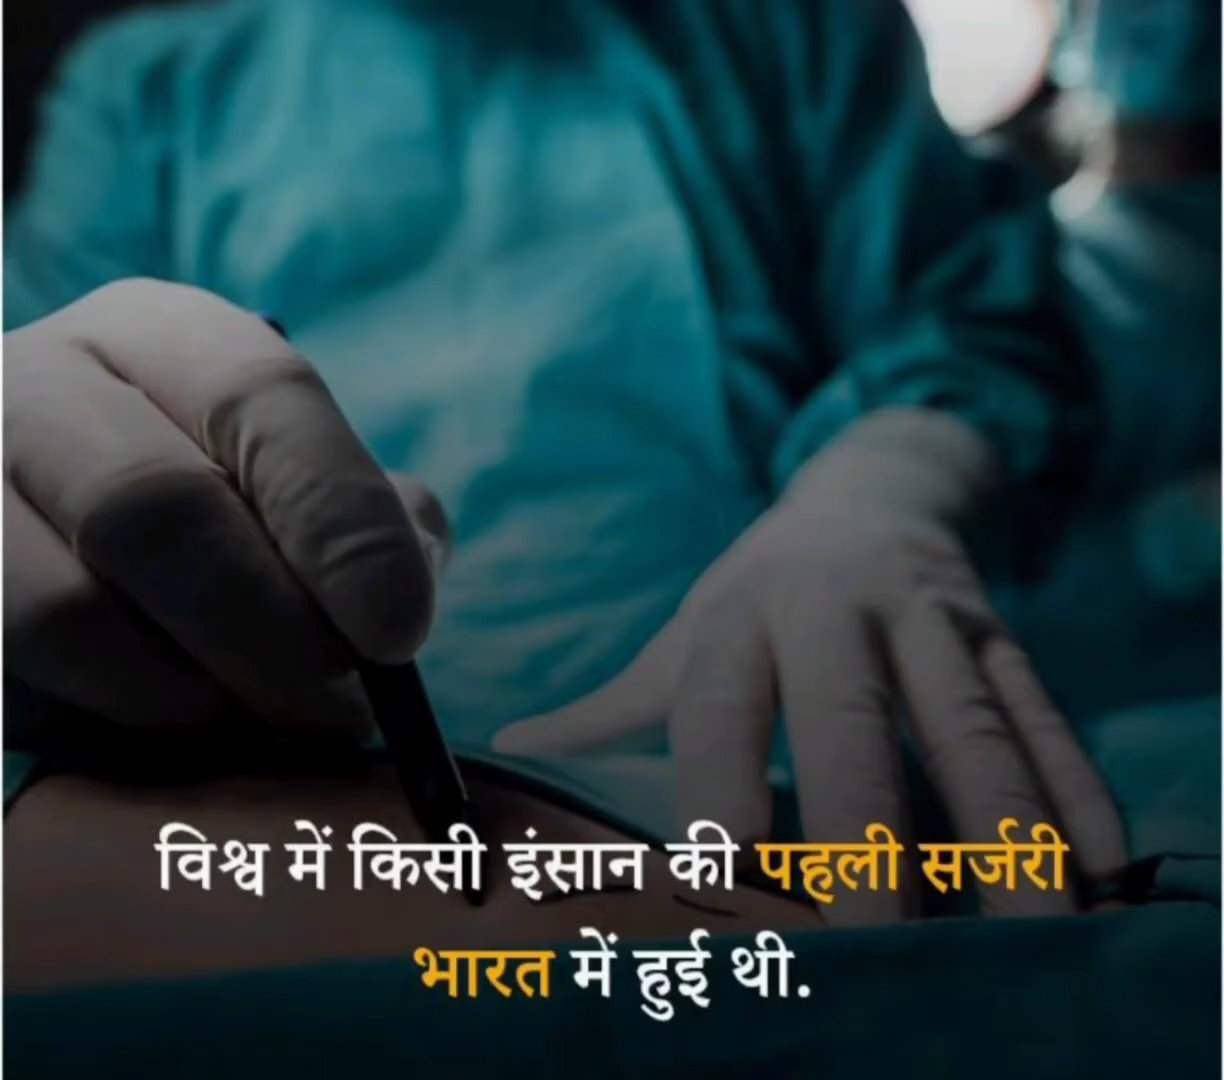 विश्व में किसी इंसान की पहली सर्जरी
भारत में हुई थी.